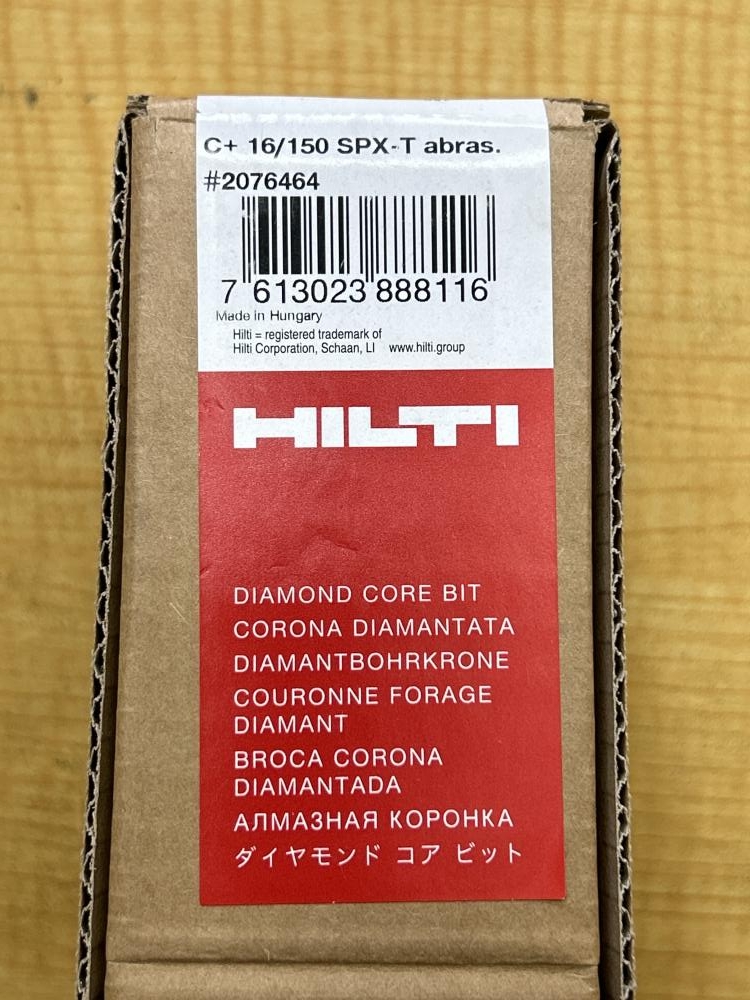 C+ 16/150 SPX-T abras.
#2076464
7 613023 888116
Made in Hungary
Hilti = registered trademark of
Hilti Corporation, Schaan, LI www.hilti.group
HILTI
DIAMOND CORE BIT
CORONA DIAMANTATA
DIAMANTBOHRKRONE
COURONNE FORAGE
DIAMANT
BROCA CORONA
DIAMANTADA
АЛМАЗНАЯ КОРОНКА
ダイヤモンド コア ビット